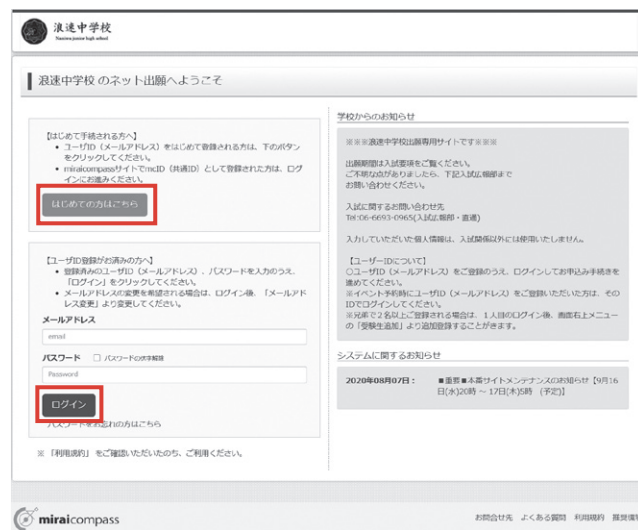 浪速中学校
Naniwa junior high school
浪速中学校 のネット出願へようこそ
【はじめて手続される方へ】
• ユーザID（メールアドレス）をはじめて登録される方は、下のボタン
をクリックしてください。
• miraicompassサイトでmcID（共通ID）として登録された方は、ログ
インにお進みください。
はじめての方はこちら
【ユーザID登録がお済みの方へ】
• 登録済みのユーザID（メールアドレス）、パスワードを入力のうえ、
「ログイン」をクリックしてください。
• メールアドレスの変更を希望される場合は、ログイン後、「メールアド
レス変更」より変更してください。
メールアドレス
email
パスワード □ パスワードの伏字解除
Password
ログイン
パスワードをお忘れの方はこちら
※ 「利用規約」 をご確認いただいたのち、ご利用ください。
学校からのお知らせ
※※※浪速中学校出願専用サイトです※※※
出願期間は入試要項をご覧ください。
ご不明な点がありましたら、下記入試広報部まで
お問い合わせください。
入試に関するお問い合わせ先
Tel:06-6693-0965(入試広報部・直通)
入力していただいた個人情報は、入試関係以外には使用いたしません。
【ユーザーIDについて】
○ユーザID（メールアドレス）をご登録のうえ、ログインしてお申込み手続きを
進めてください。
※イベント予約時にユーザID（メールアドレス）をご登録いただいた方は、その
IDでログインしてください。
※兄弟で２名以上ご登録される場合は、１人目のログイン後、画面右上メニュー
の「受験生追加」より追加登録することができます。
システムに関するお知らせ
2020年08月07日： ■重要■本番サイトメンテナンスのお知らせ【9月16
日(水)20時 ～ 17日(木)5時 (予定)】
miraicompass
お問合せ先 よくある質問 利用規約 推奨環境